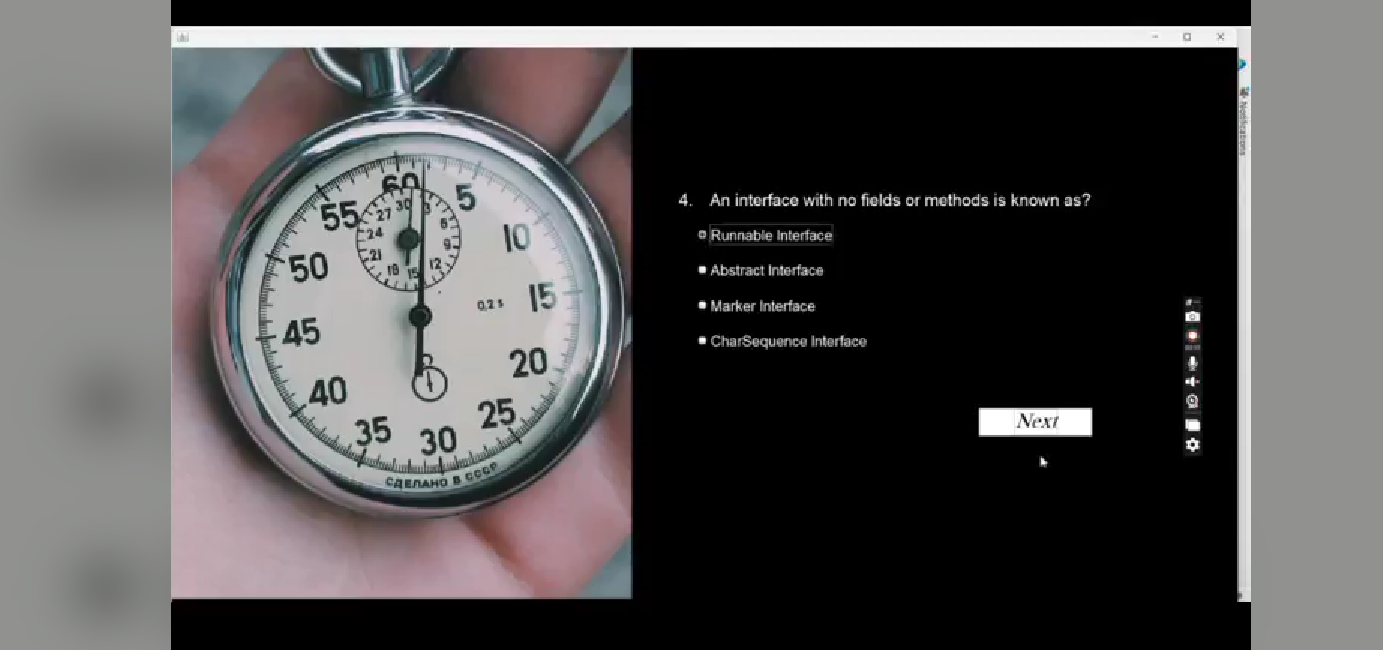 Notifications
4. An interface with no fields or methods is known as?
Runnable Interface
Abstract Interface
Marker Interface
CharSequence Interface
Next
60
5
10
15
20
25
30
35
40
45
50
55
30
3
6
9
12
15
18
21
24
27
0,2 s
СДЕЛАНО В СССР